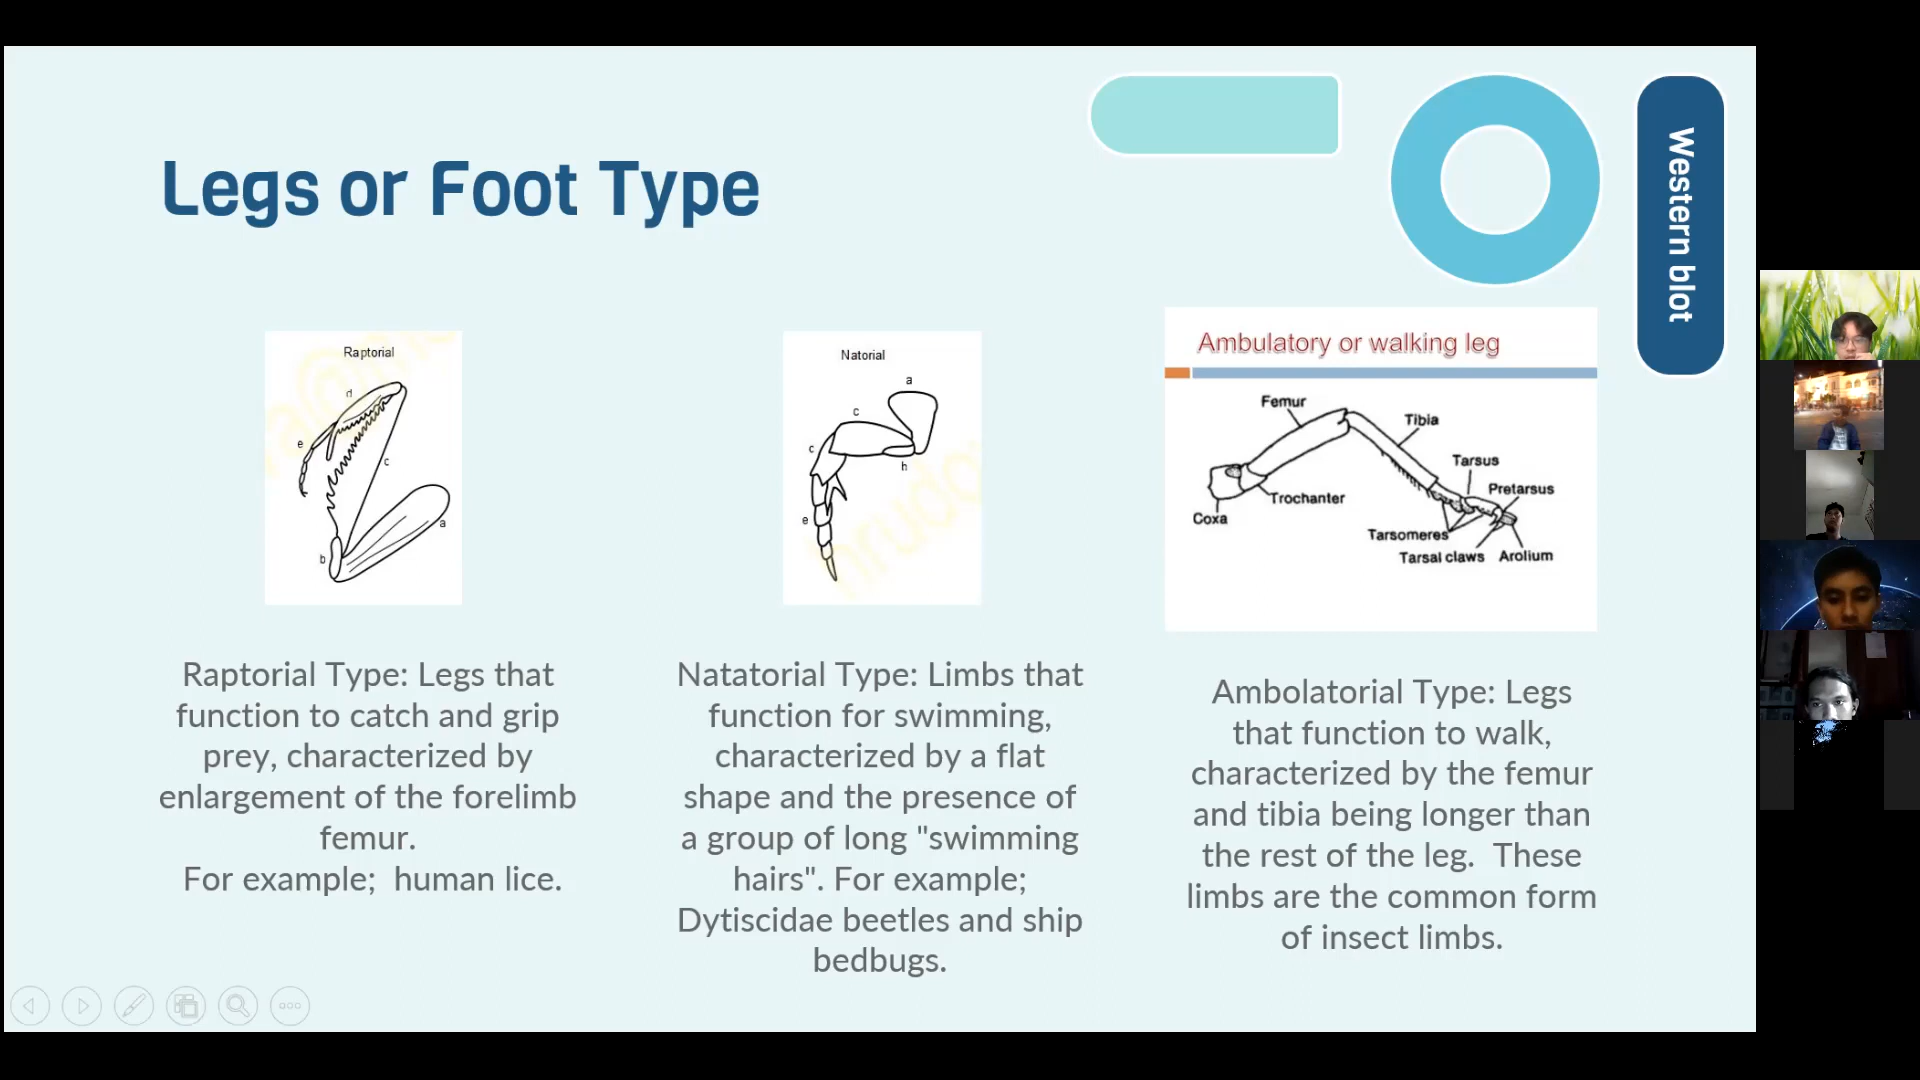 Western blot
Legs or Foot Type
Raptorial
d
e
c
a
b
Natorial
a
c
c
h
e
Ambulatory or walking leg
Femur
Tibia
Tarsus
Pretarsus
Trochanter
Coxa
Tarsomeres
Tarsal claws
Arolium
Raptorial Type: Legs that
function to catch and grip
prey, characterized by
enlargement of the forelimb
femur.
For example; human lice.
Natatorial Type: Limbs that
function for swimming,
characterized by a flat
shape and the presence of
a group of long "swimming
hairs". For example;
Dytiscidae beetles and ship
bedbugs.
Ambolatorial Type: Legs
that function to walk,
characterized by the femur
and tibia being longer than
the rest of the leg. These
limbs are the common form
of insect limbs.